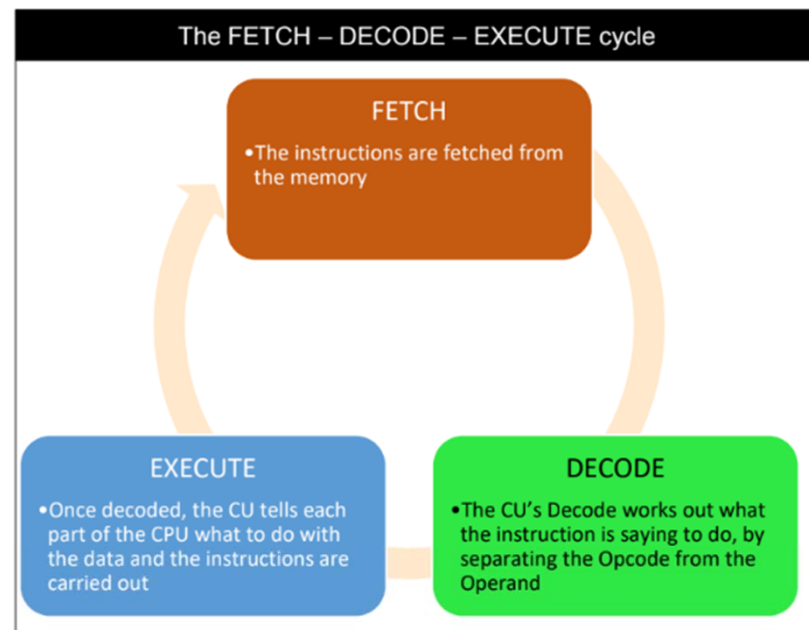 The FETCH – DECODE – EXECUTE cycle
FETCH
•The instructions are fetched from
the memory
EXECUTE
•Once decoded, the CU tells each
part of the CPU what to do with
the data and the instructions are
carried out
DECODE
•The CU's Decode works out what
the instruction is saying to do, by
separating the Opcode from the
Operand